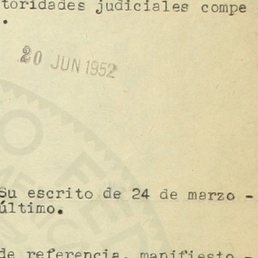 toridades judiciales compe
.
20 JUN 1952
Su escrito de 24 de marzo -
último.
de referencia, manifiesto -